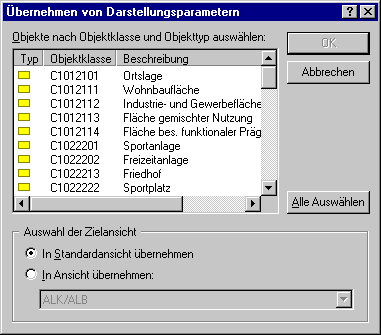 Übernehmen von Darstellungsparametern
Objekte nach Objektklasse und Objekttyp auswählen:
OK
Abbrechen
Typ Objektklasse Beschreibung
C1012101 Ortslage
C1012111 Wohnbaufläche
C1012112 Industrie- und Gewerbefläche
C1012113 Fläche gemischter Nutzung
C1012114 Fläche bes. funktionaler Präg
C1022201 Sportanlage
C1022202 Freizeitanlage
C1022213 Friedhof
C1022222 Sportplatz
Alle Auswählen
Auswahl der Zielansicht
In Standardansicht übernehmen
In Ansicht übernehmen:
ALK/ALB